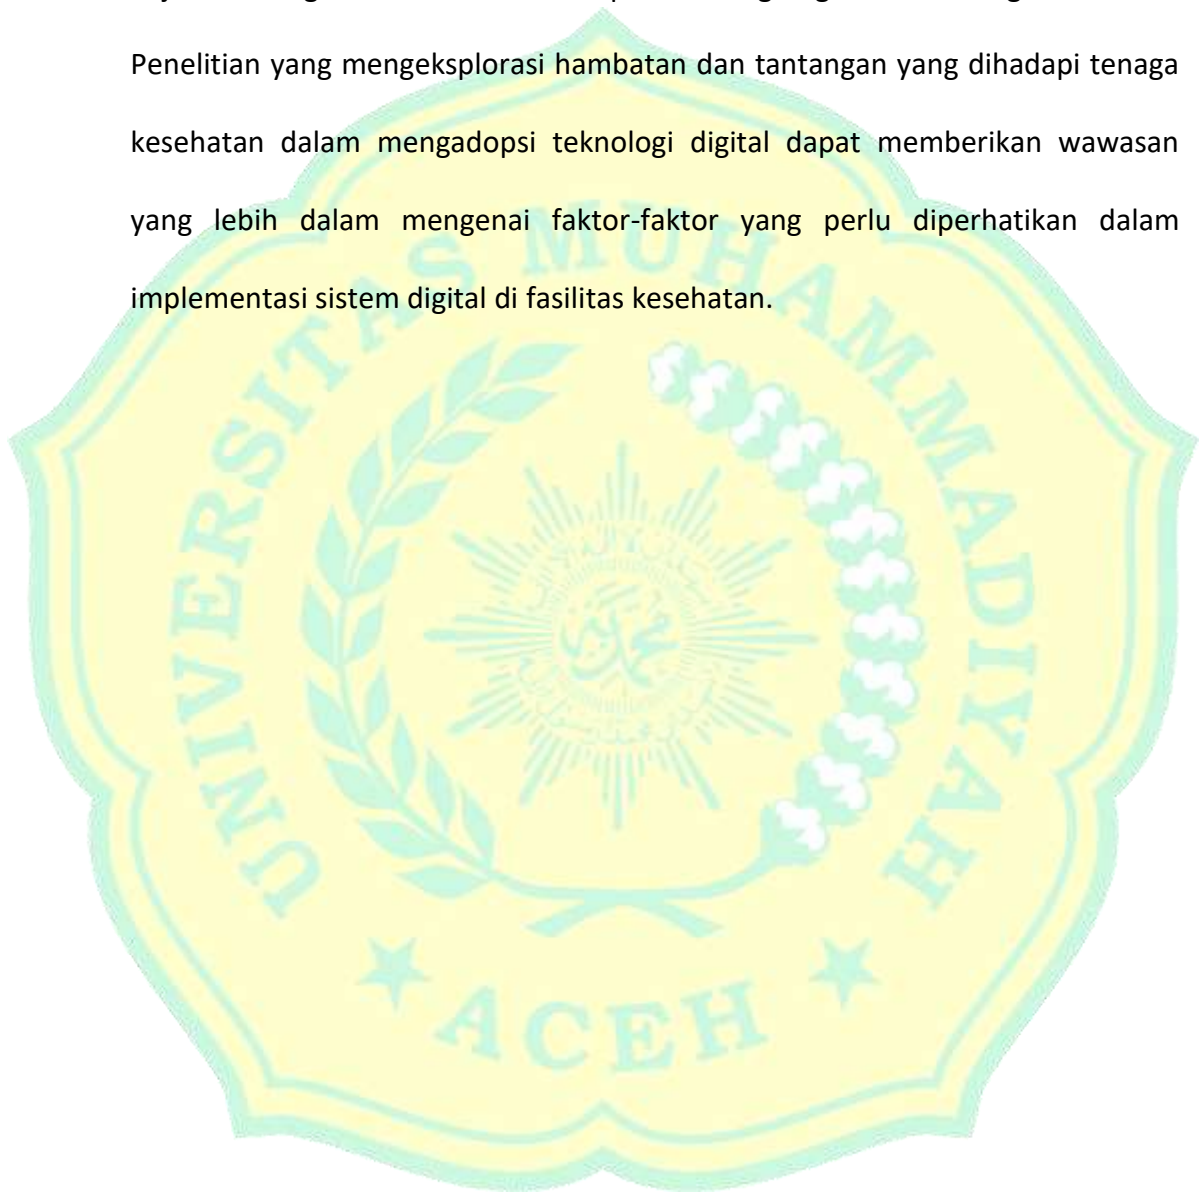 Penelitian yang mengeksplorasi hambatan dan tantangan yang dihadapi tenaga
kesehatan dalam mengadopsi teknologi digital dapat memberikan wawasan
yang lebih dalam mengenai faktor-faktor yang perlu diperhatikan dalam
implementasi sistem digital di fasilitas kesehatan.
UNIVERSITAS MUHAMMADIYAH
محمدية
ACEH